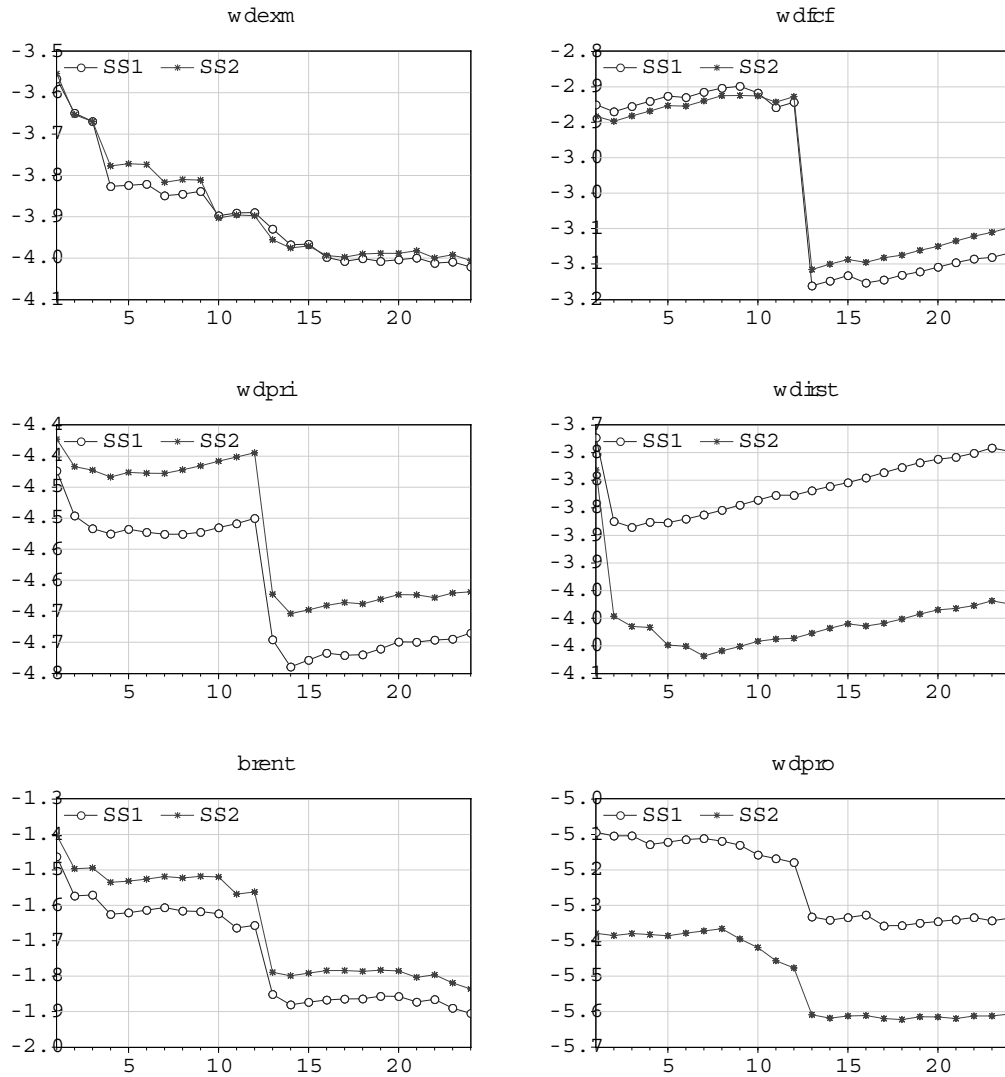 wdexm
-3.5
SS1 SS2
-3.6
-3.7
-3.8
-3.9
-4.0
-4.1
5 10 15 20
wdfcf
-2.8
SS1 SS2
-2.9
-2.9
-3.0
-3.0
-3.1
-3.1
-3.2
5 10 15 20
wdpri
-4.4
SS1 SS2
-4.4
-4.5
-4.5
-4.6
-4.6
-4.7
-4.7
-4.8
5 10 15 20
wdirst
-3.7
SS1 SS2
-3.8
-3.8
-3.8
-3.9
-3.9
-4.0
-4.0
-4.0
-4.1
5 10 15 20
brent
-1.3
SS1 SS2
-1.4
-1.5
-1.6
-1.7
-1.8
-1.9
-2.0
5 10 15 20
wdpro
-5.0
SS1 SS2
-5.1
-5.2
-5.3
-5.4
-5.5
-5.6
-5.7
5 10 15 20